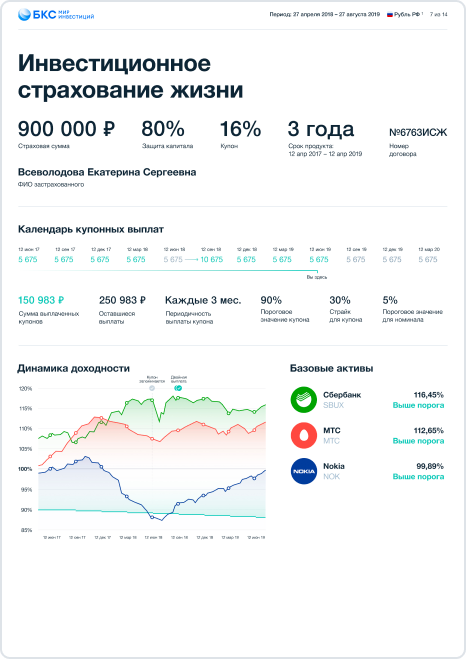 БКС МИР ИНВЕСТИЦИЙ
Период: 27 апреля 2018 – 27 августа 2019
Рубль РФ ¹
7 из 14
Инвестиционное
страхование жизни
900 000 ₽
80%
16%
3 года
№6763ИСЖ
Страховая сумма
Защита капитала
Купон
Срок продукта:
12 апр 2017 – 12 апр 2019
Номер
договора
Всеволодова Екатерина Сергеевна
ФИО застрахованного
Календарь купонных выплат
12 июн 17
12 сен 17
12 дек 17
12 мар 18
12 июн 18
12 сен 18
12 дек 18
12 мар 19
12 июн 19
12 сен 19
12 дек 19
12 мар 20
5 675
5 675
5 675
5 675
5 675
10 675
5 675
5 675
5 675
5 675
5 675
5 675
Вы здесь
150 983 ₽
250 983 ₽
Каждые 3 мес.
90%
30%
5%
Сумма выплаченных
купонов
Оставшиеся
выплаты
Периодичность
выплаты купона
Пороговое
значение купона
Страйк
для купона
Пороговое значение
для номинала
Динамика доходности
Купон
запоминается
Двойная
выплата
120%
115%
110%
105%
100%
95%
90%
85%
12 июн 17
12 сен 17
12 дек 17
12 мар 18
12 июн 18
12 сен 18
12 дек 18
12 мар 19
12 июн 19
Базовые активы
Сбербанк
116,45%
SBUX
Выше порога
МТС
112,65%
МТС
Выше порога
NOKIA
Nokia
99,89%
NOK
Выше порога